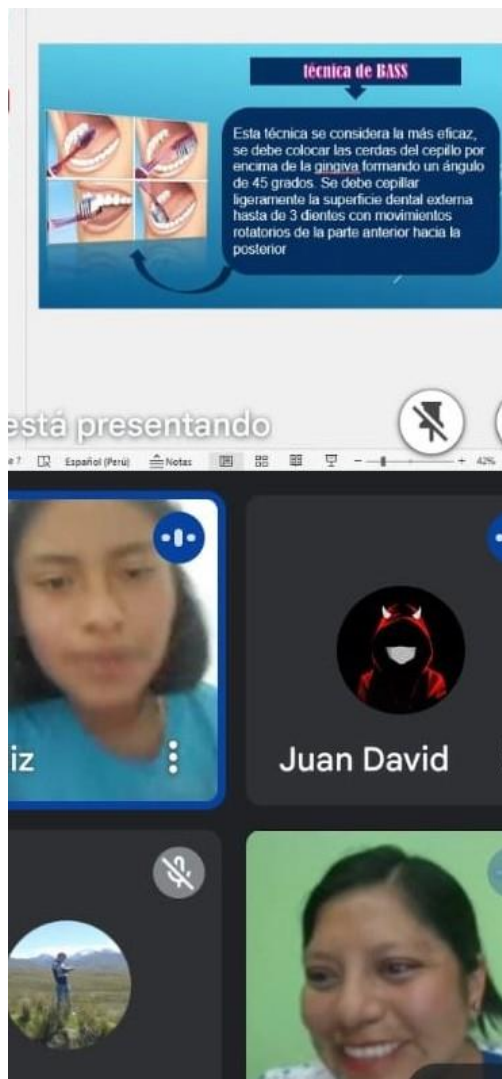 técnica de BASS
Esta técnica se considera la más eficaz,
se debe colocar las cerdas del cepillo por
encima de la gingiva formando un ángulo
de 45 grados. Se debe cepillar
ligeramente la superficie dental externa
hasta de 3 dientes con movimientos
rotatorios de la parte anterior hacia la
posterior
está presentando
Español (Perú) Notas 42%
iz
Juan David